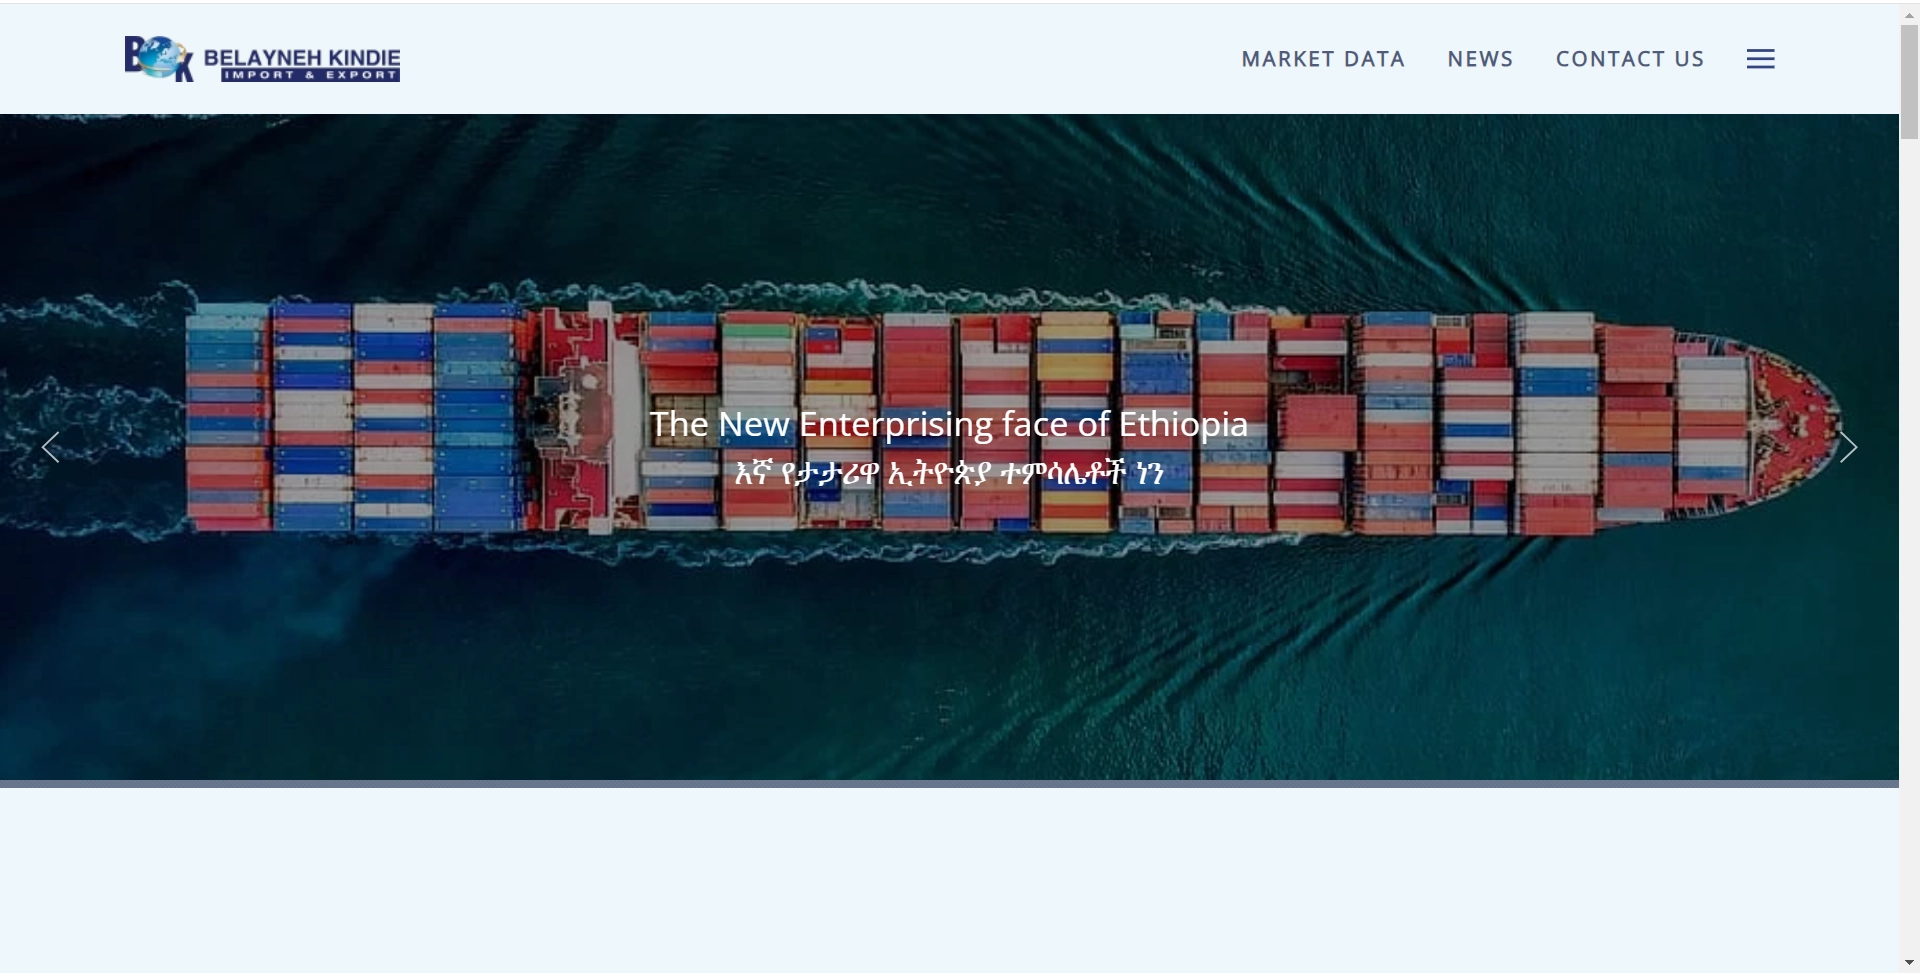 BELAYNEH KINDIE
IMPORT & EXPORT
MARKET DATA
NEWS
CONTACT US
The New Enterprising face of Ethiopia
እኛ የታታሪዋ ኢትዮጵያ ተምሳሌቶች ነን